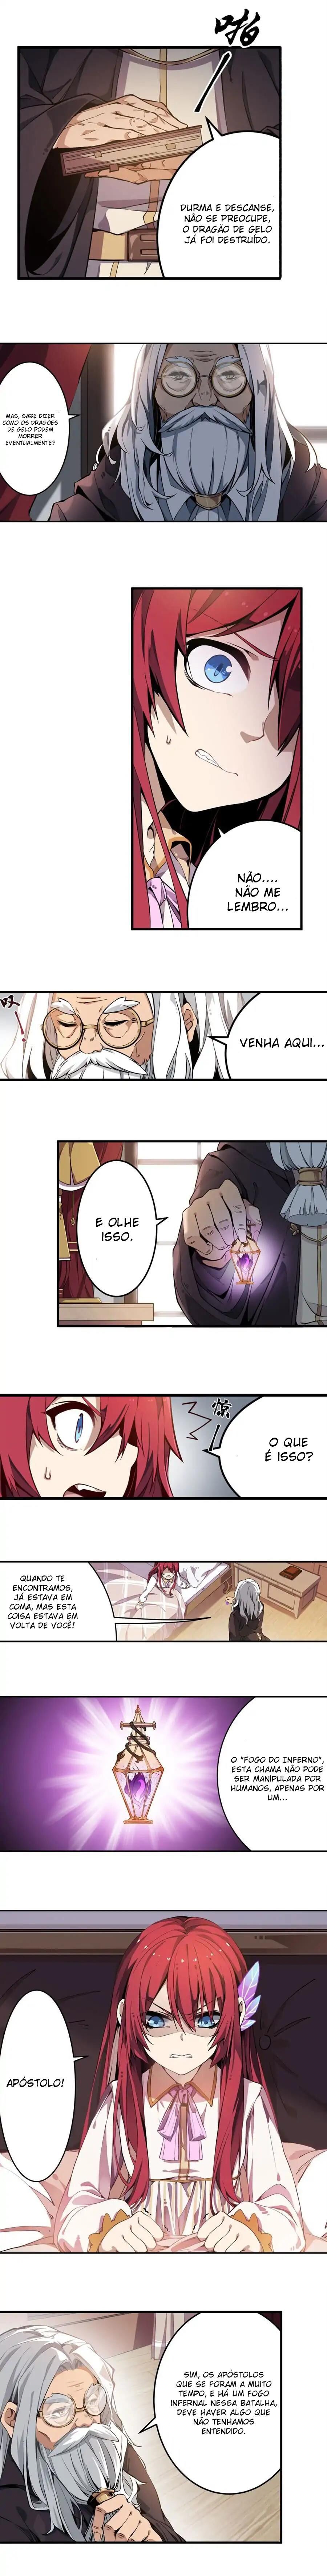 啪
DURMA E DESCANSE,
NÃO SE PREOCUPE,
O DRAGÃO DE GELO
JÁ FOI DESTRUÍDO.
MAS, SABE DIZER
COMO OS DRAGÕES
DE GELO PODEM
MORRER
EVENTUALMENTE?
NÃO....
NÃO ME
LEMBRO...
叹
VENHA AQUI...
E OLHE
ISSO.
惊
O QUE
É ISSO?
QUANDO TE
ENCONTRAMOS,
JÁ ESTAVA EM
COMA, MAS ESTA
COISA ESTAVA EM
VOLTA DE VOCÊ!
O "FOGO DO INFERNO",
ESTA CHAMA NÃO PODE
SER MANIPULADA POR
HUMANOS, APENAS POR
UM...
APÓSTOLO!
SIM, OS APÓSTOLOS
QUE SE FORAM A MUITO
TEMPO, E HÁ UM FOGO
INFERNAL NESSA BATALHA,
DEVE HAVER ALGO QUE
NÃO TENHAMOS
ENTENDIDO.